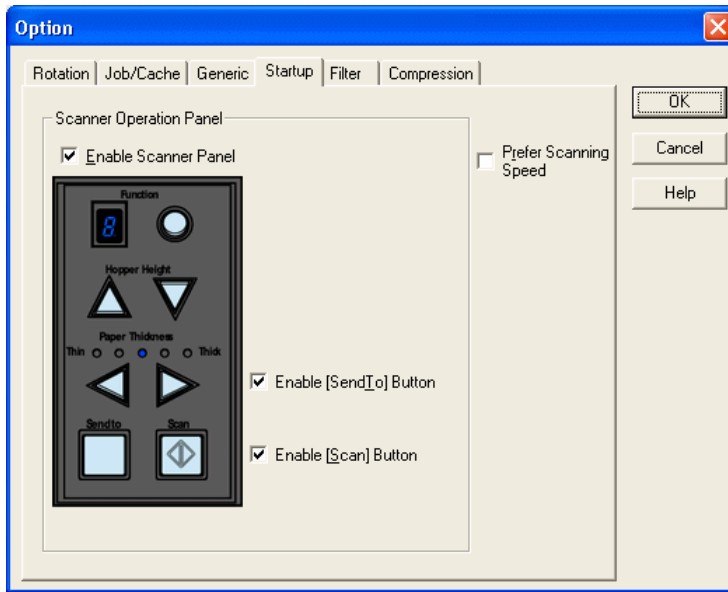 Option
Rotation Job/Cache Generic Startup Filter Compression
OK
Cancel
Help
Scanner Operation Panel
Enable Scanner Panel
Prefer Scanning
Speed
Function
8
Hopper Height
Paper Thickness
Thin Thick
Enable [SendTo] Button
Sendto Scan
Enable [Scan] Button